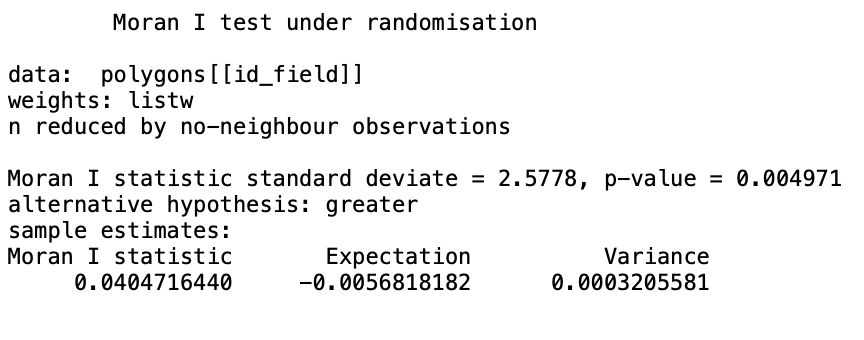 Moran I test under randomisation
data:  polygons[[id_field]]
weights: listw
n reduced by no-neighbour observations
Moran I statistic standard deviate = 2.5778, p-value = 0.004971
alternative hypothesis: greater
sample estimates:
Moran I statistic       Expectation          Variance
     0.0404716440     -0.0056818182      0.0003205581